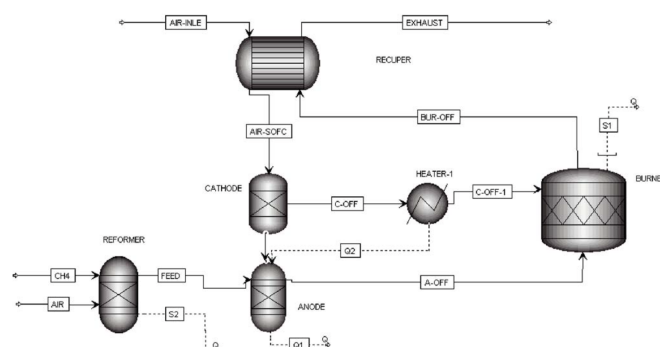 AIR-INLE
EXHAUST
RECUPER
BUR-OFF
Q
S1
AIR-SOFC
HEATER-1
CATHODE
C-OFF
C-OFF-1
BURNE
REFORMER
Q2
CH4
FEED
A-OFF
AIR
ANODE
S2
Q
Q1
Q